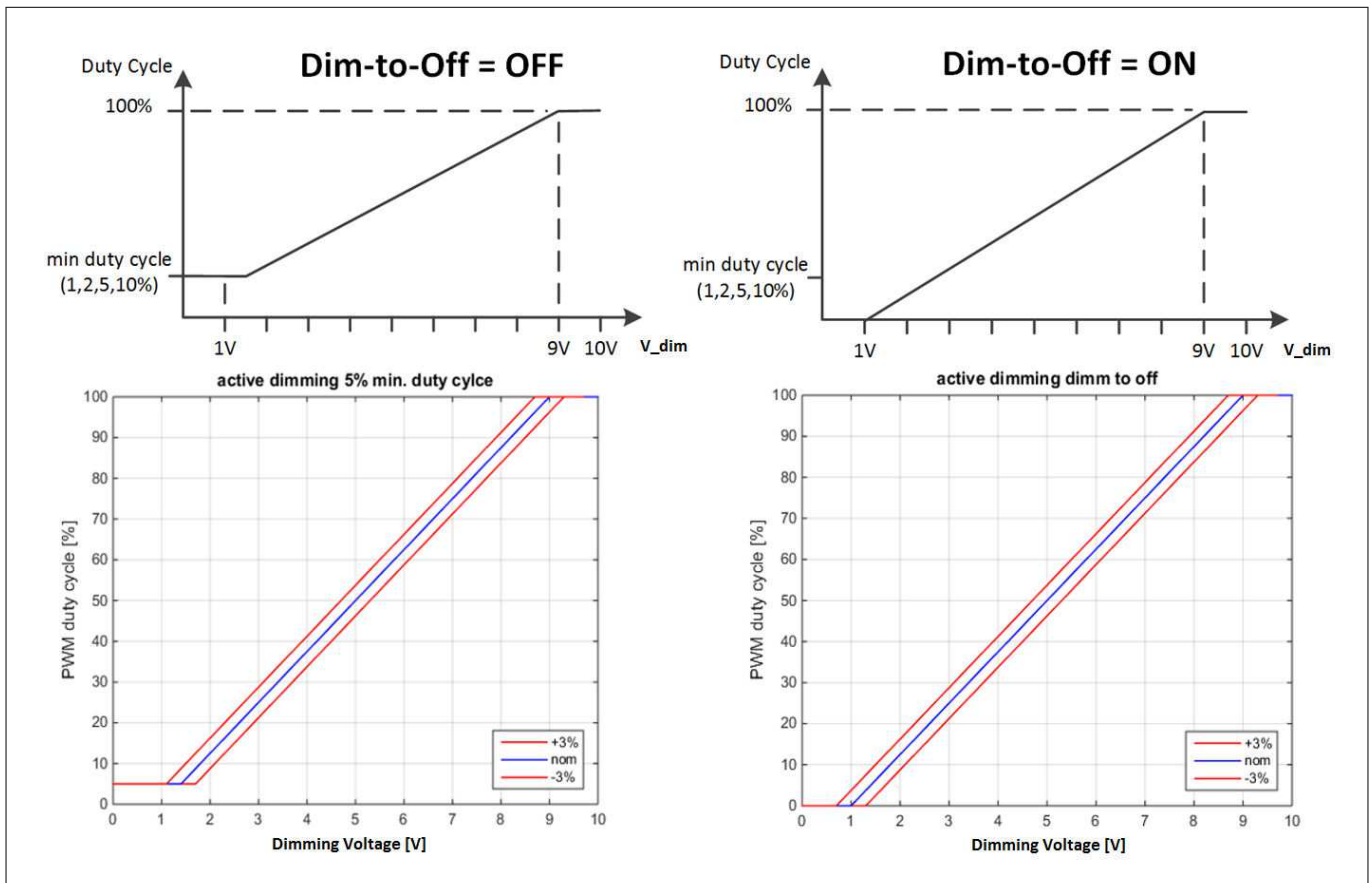 Dim-to-Off = OFF
Duty Cycle
100%
min duty cycle
(1,2,5,10%)
1V
9V
10V
V_dim
Dim-to-Off = ON
Duty Cycle
100%
min duty cycle
(1,2,5,10%)
1V
9V
10V
V_dim
active dimming 5% min. duty cylce
PWM duty cycle [%]
100
90
80
70
60
50
40
30
20
10
0
0 1 2 3 4 5 6 7 8 9 10
Dimming Voltage [V]
+3%
nom
-3%
active dimming dimm to off
PWM duty cycle [%]
100
90
80
70
60
50
40
30
20
10
0
0 1 2 3 4 5 6 7 8 9 10
Dimming Voltage [V]
+3%
nom
-3%